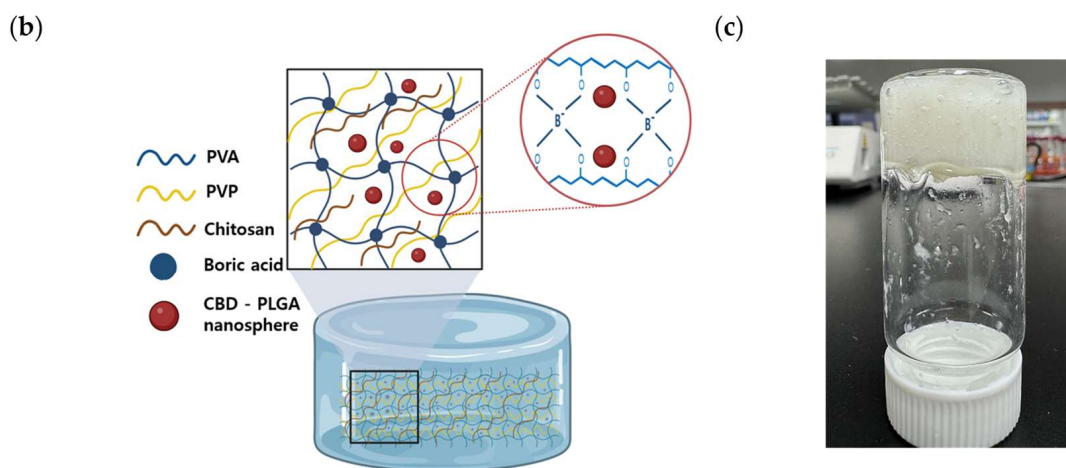 (b)
(c)
PVA
PVP
Chitosan
Boric acid
CBD - PLGA
nanosphere
O O O
B⁻ B⁻
O O O